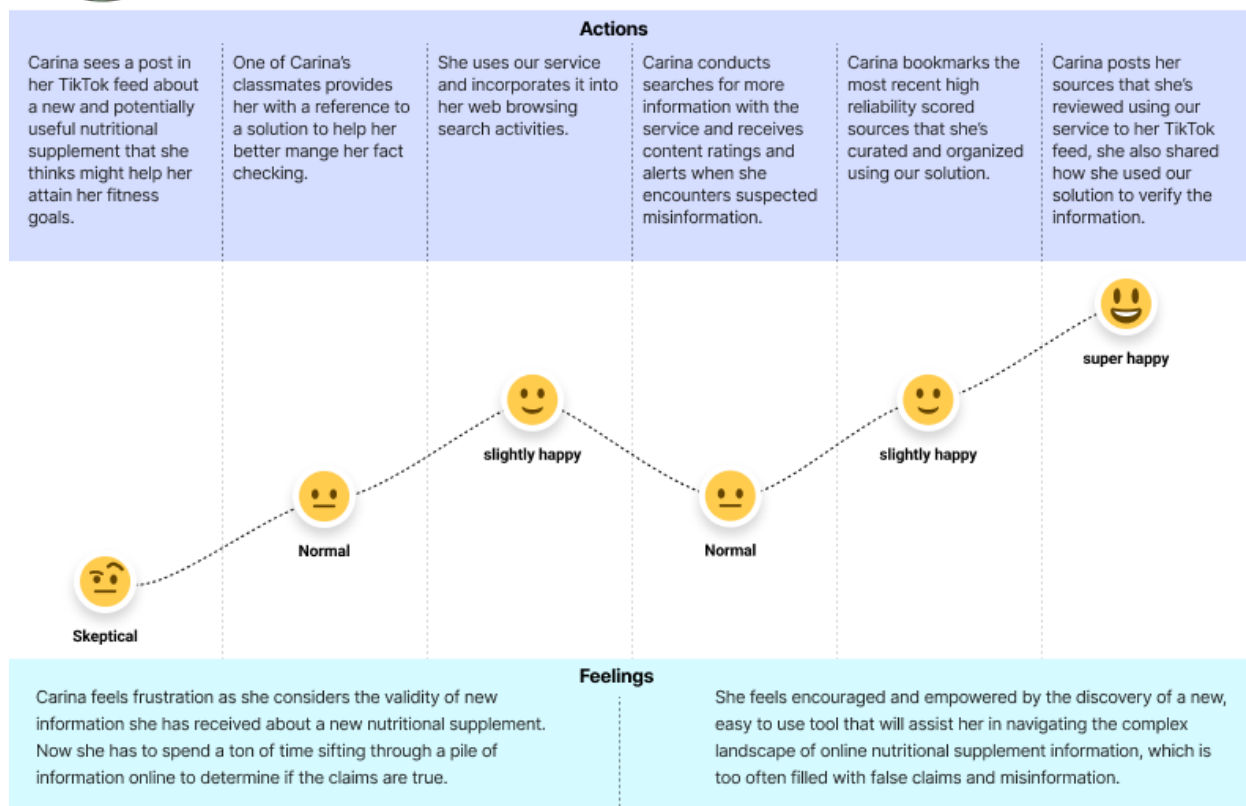 Actions
Carina sees a post in
her TikTok feed about
a new and potentially
useful nutritional
supplement that she
thinks might help her
attain her fitness
goals.
One of Carina's
classmates provides
her with a reference to
a solution to help her
better mange her fact
checking.
She uses our service
and incorporates it into
her web browsing
search activities.
Carina conducts
searches for more
information with the
service and receives
content ratings and
alerts when she
encounters suspected
misinformation.
Carina bookmarks the
most recent high
reliability scored
sources that she's
curated and organized
using our solution.
Carina posts her
sources that she's
reviewed using our
service to her TikTok
feed, she also shared
how she used our
solution to verify the
information.
super happy
slightly happy
slightly happy
Normal
Normal
Skeptical
Feelings
Carina feels frustration as she considers the validity of new
information she has received about a new nutritional supplement.
Now she has to spend a ton of time sifting through a pile of
information online to determine if the claims are true.
She feels encouraged and empowered by the discovery of a new,
easy to use tool that will assist her in navigating the complex
landscape of online nutritional supplement information, which is
too often filled with false claims and misinformation.